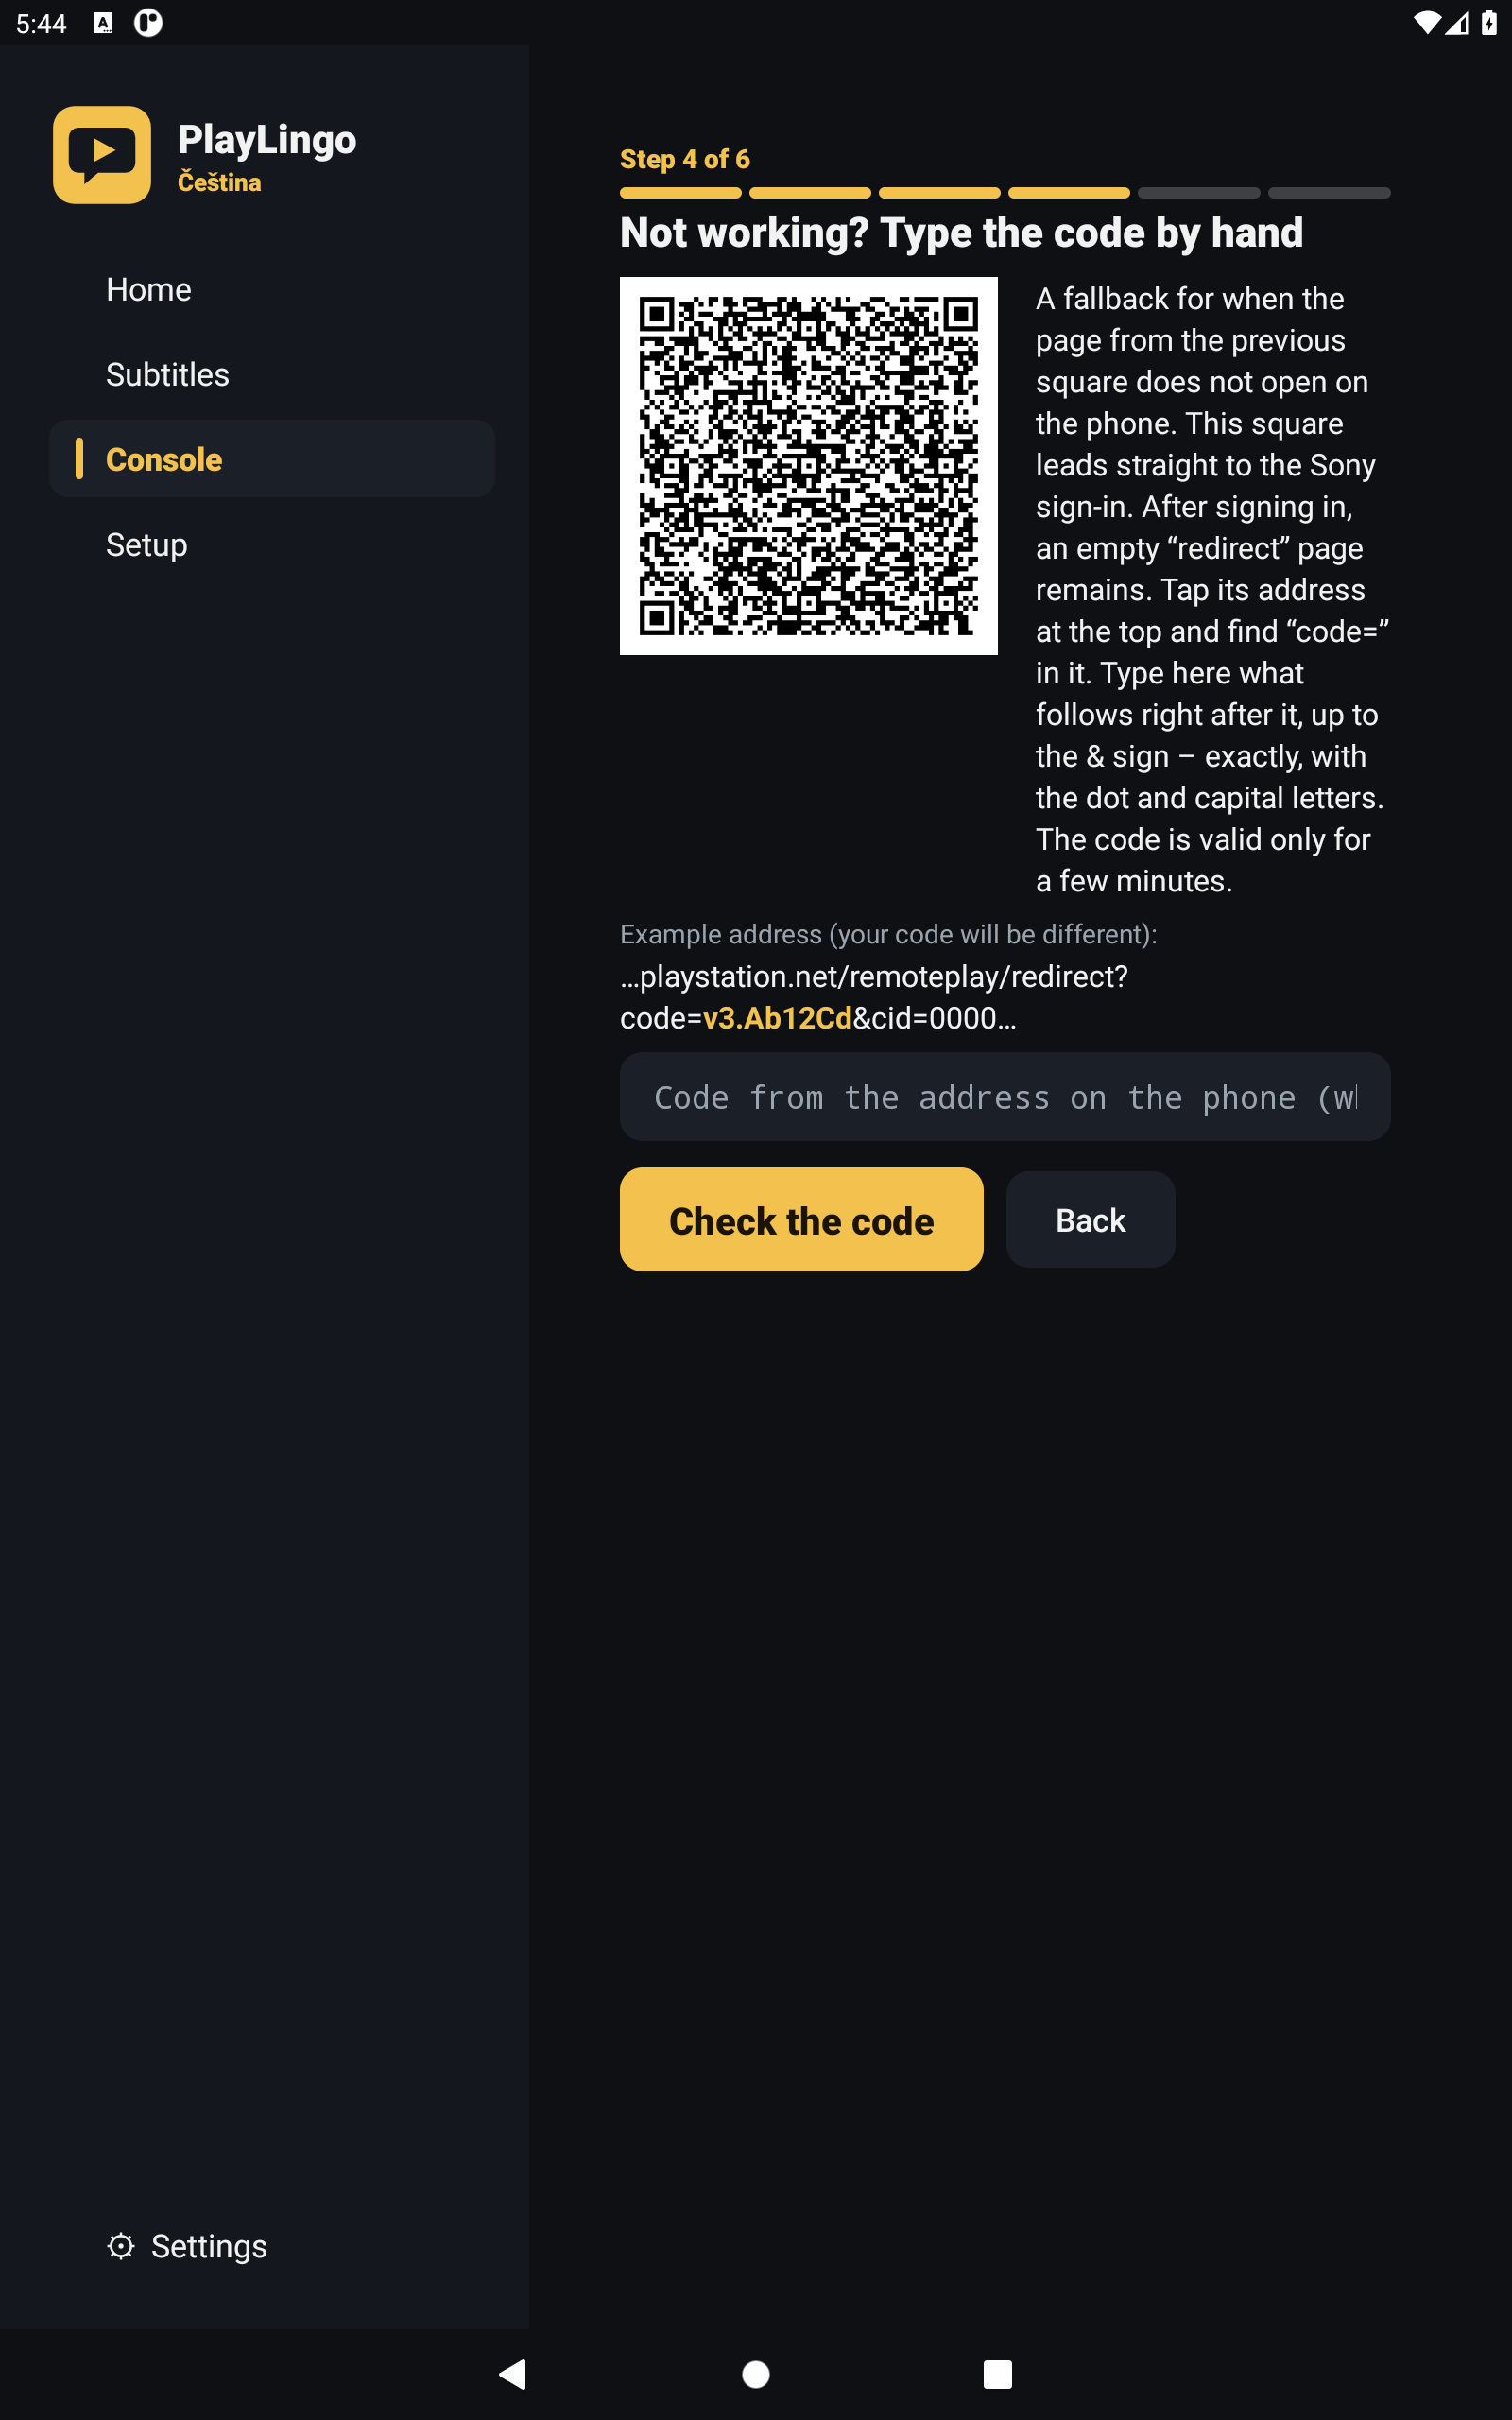 5:44
PlayLingo
Čeština
Home
Subtitles
Console
Setup
Settings
Step 4 of 6
Not working? Type the code by hand
A fallback for when the
page from the previous
square does not open on
the phone. This square
leads straight to the Sony
sign-in. After signing in,
an empty “redirect” page
remains. Tap its address
at the top and find “code=”
in it. Type here what
follows right after it, up to
the & sign – exactly, with
the dot and capital letters.
The code is valid only for
a few minutes.
Example address (your code will be different):
…playstation.net/remoteplay/redirect?
code=v3.Ab12Cd&cid=0000…
Code from the address on the phone (w
Check the code
Back